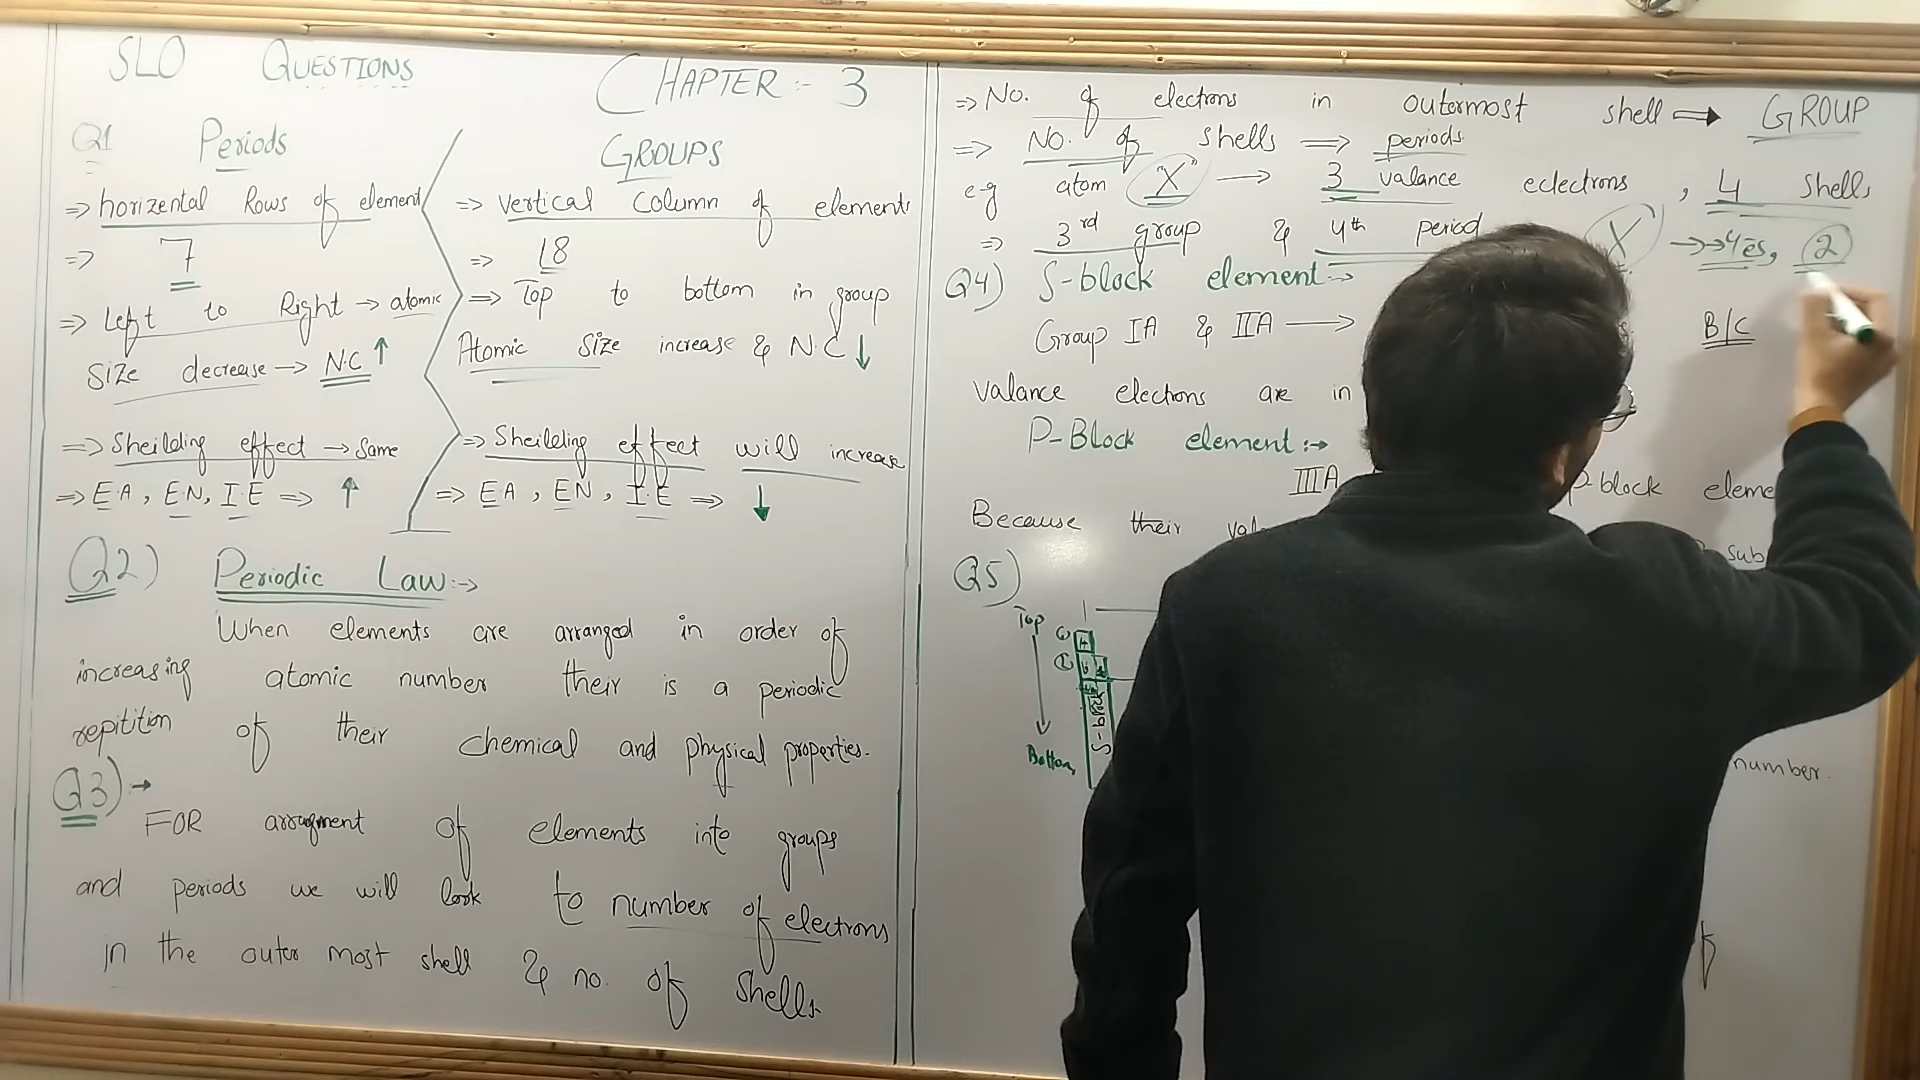 SLO QUESTIONS
CHAPTER :- 3
Q1 Periods
=> horizental Rows of element
=> 7
=> Left to Right → atomic
Size decrease → N.C ↑
=> Sheilding effect → Same
=> E.A, EN, I.E => ↑
GROUPS
=> vertical column of elements
=> 18
=> Top to bottom in group
Atomic Size increase & N.C ↓
=> Sheilding effect will increase
=> EA, EN, I.E => ↓
Q2) Periodic Law:→
When elements are arranged in order of
increasing atomic number their is a periodic
repitition of their chemical and physical properties.
Q3) →
FOR arragment of elements into groups
and periods we will look to number of electrons
in the outer most shell & no. of shells.
=> No. of electrons in outermost shell => GROUP
=> NO. of shells => periods
eg atom "X" → 3 valance eclectrons, 4 shells
=> 3rd group & 4th period X →→ 4es, 2
Q4) S-block element:→
Group IA & IIA → B/C
valance electrons are in
P-Block element:→
IIIA P-block eleme
Because their val sub
Q5)
Top
S-block
Bottom
number.